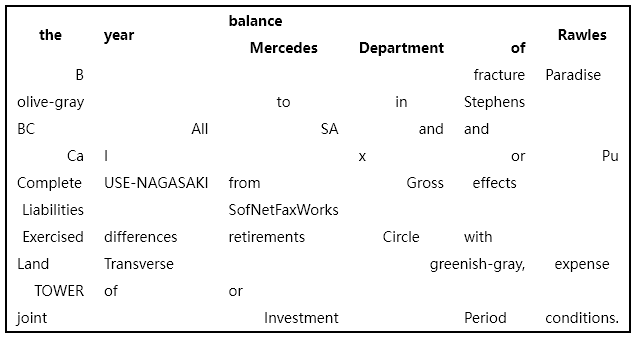 balance
the year Mercedes Department of Rawles
B fracture Paradise
olive-gray to in Stephens
BC All SA and and
Ca I x or Pu
Complete USE-NAGASAKI from Gross effects
Liabilities SofNetFaxWorks
Exercised differences retirements Circle with
Land Transverse greenish-gray, expense
TOWER of or
joint Investment Period conditions.